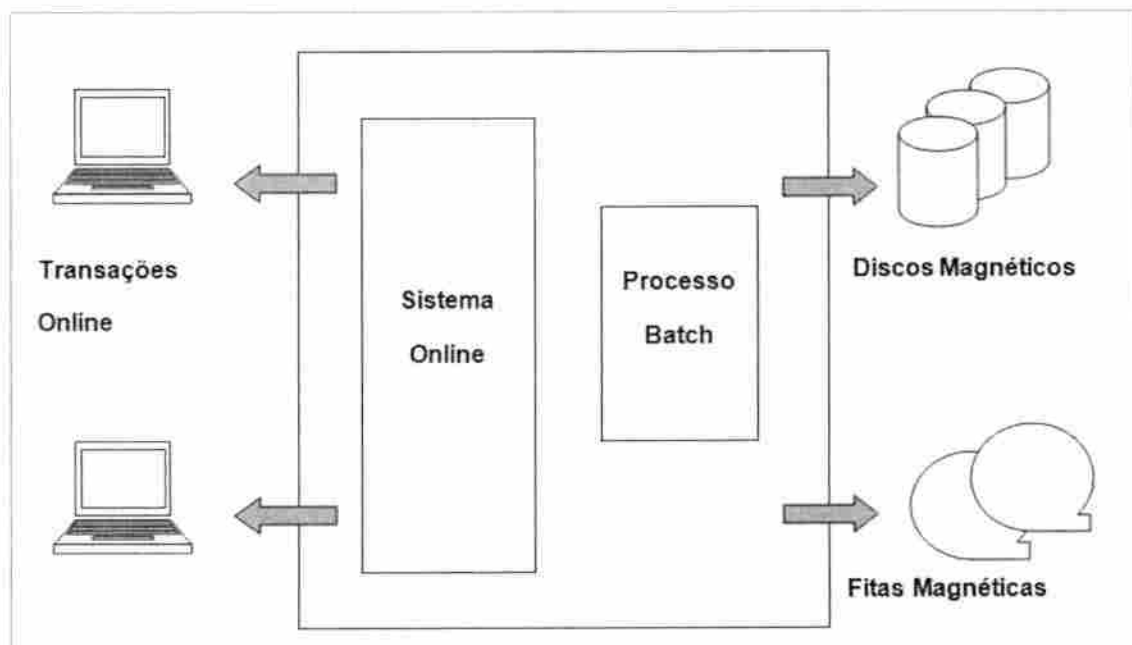 Transações
Online
Sistema
Online
Processo
Batch
Discos Magnéticos
Fitas Magnéticas